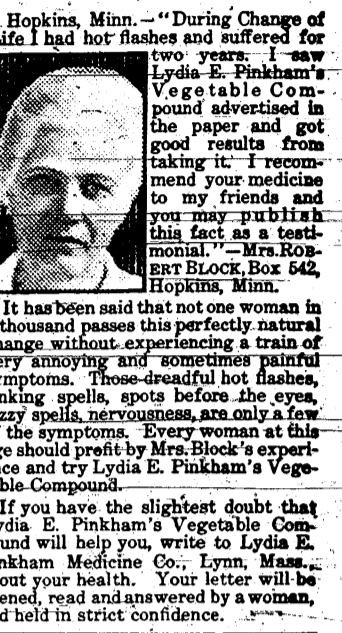 Hopkins, Minn.—"During Change of
ife I had hot flashes and suffered for
two years. I saw
Lydia E. Pinkham's
Vegetable Com-
pound advertised in
the paper and got
good results from
taking it. I recom-
mend your medicine
to my friends and
you may publish
this fact as a testi-
monial."—Mrs. ROB-
ERT BLOCK, Box 542,
Hopkins, Minn.
It has been said that not one woman in
thousand passes this perfectly natural
hange without experiencing a train of
ery annoying and sometimes painful
mptoms. Those dreadful hot flashes,
nking spells, spots before the eyes,
zzy spells, nervousness, are only a few
the symptoms. Every woman at this
ge should profit by Mrs. Block's experi-
nce and try Lydia E. Pinkham's Vege-
ble Compound.
If you have the slightest doubt that
ydia E. Pinkham's Vegetable Com-
und will help you, write to Lydia E.
nkham Medicine Co., Lynn, Mass.,
out your health. Your letter will be
ened, read and answered by a woman,
d held in strict confidence.